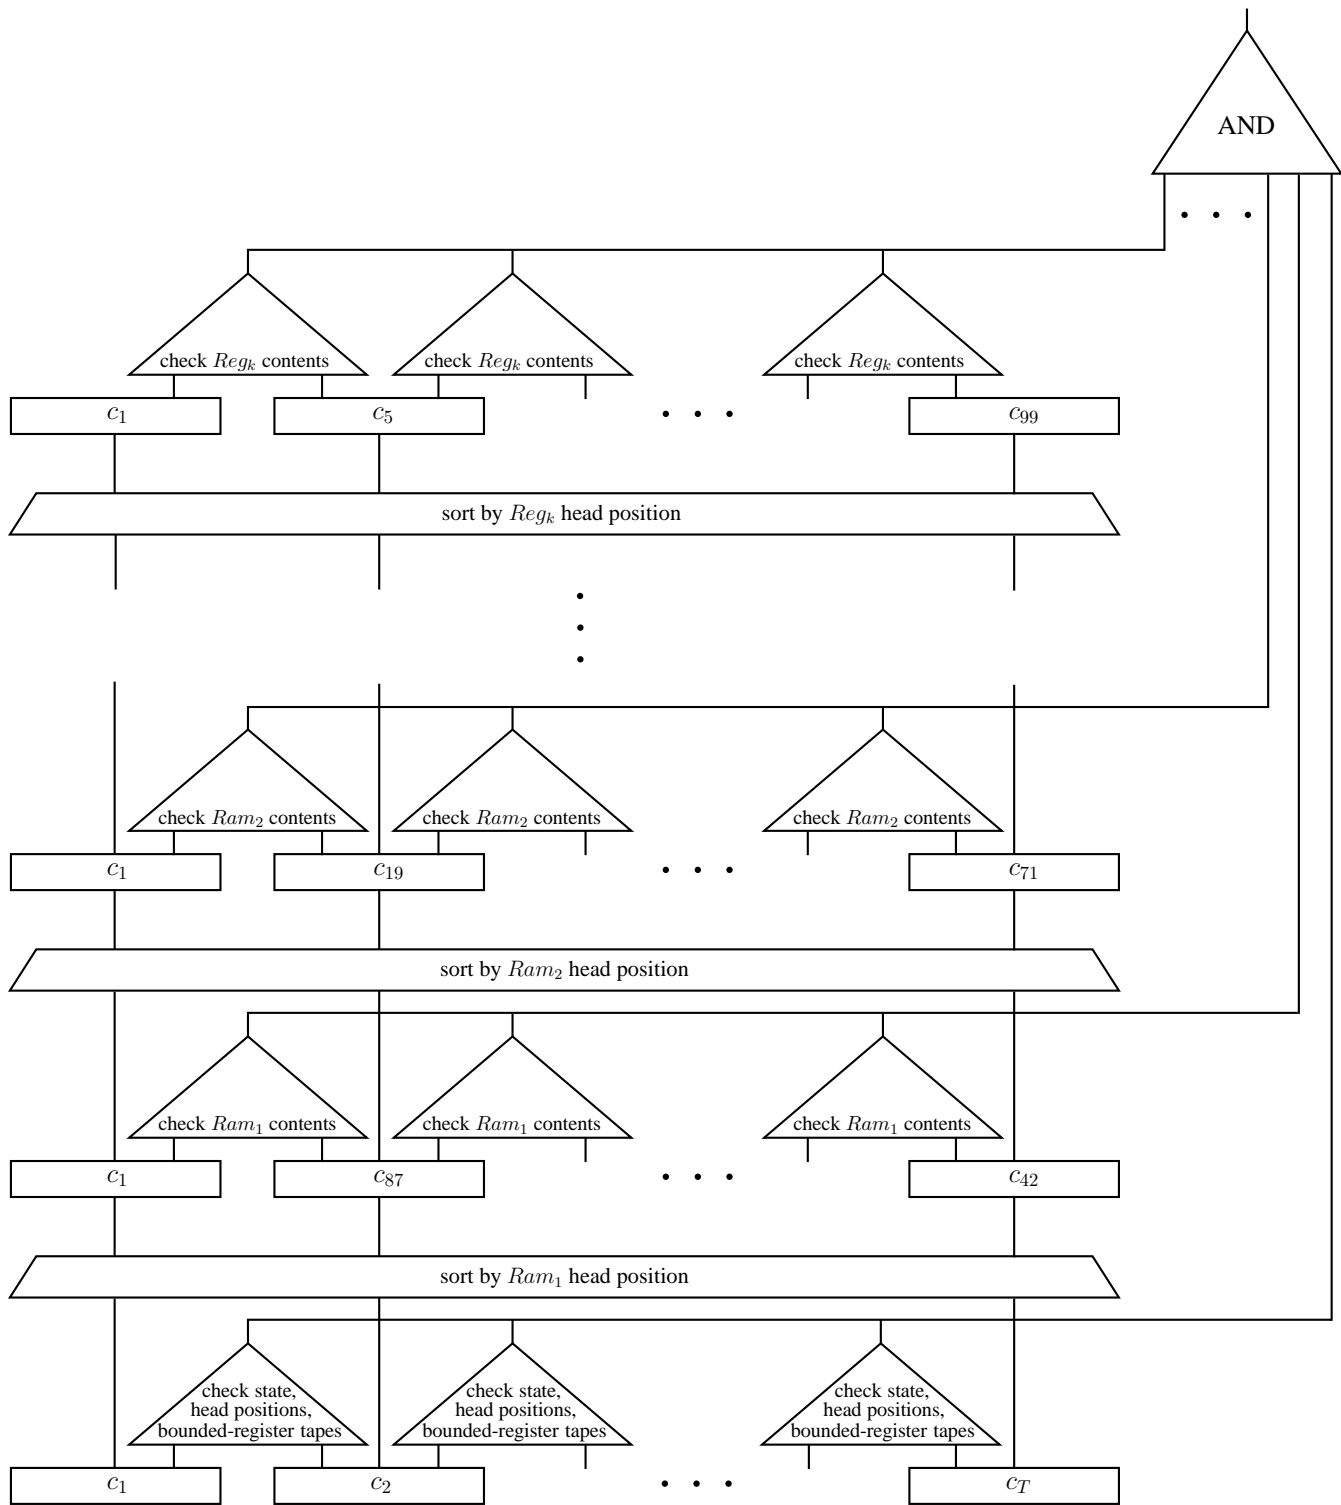 AND
check Reg_k contents check Reg_k contents check Reg_k contents
c_1 c_5 c_99
sort by Reg_k head position
check Ram_2 contents check Ram_2 contents check Ram_2 contents
c_1 c_19 c_71
sort by Ram_2 head position
check Ram_1 contents check Ram_1 contents check Ram_1 contents
c_1 c_87 c_42
sort by Ram_1 head position
check state, check state, check state,
head positions, head positions, head positions,
bounded-register tapes bounded-register tapes bounded-register tapes
c_1 c_2 c_T